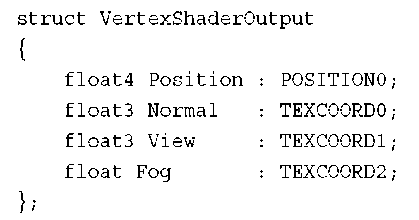 struct VertexShaderOutput
{
    float4 Position : POSITION0;
    float3 Normal   : TEXCOORD0;
    float3 View     : TEXCOORD1;
    float Fog       : TEXCOORD2;
};